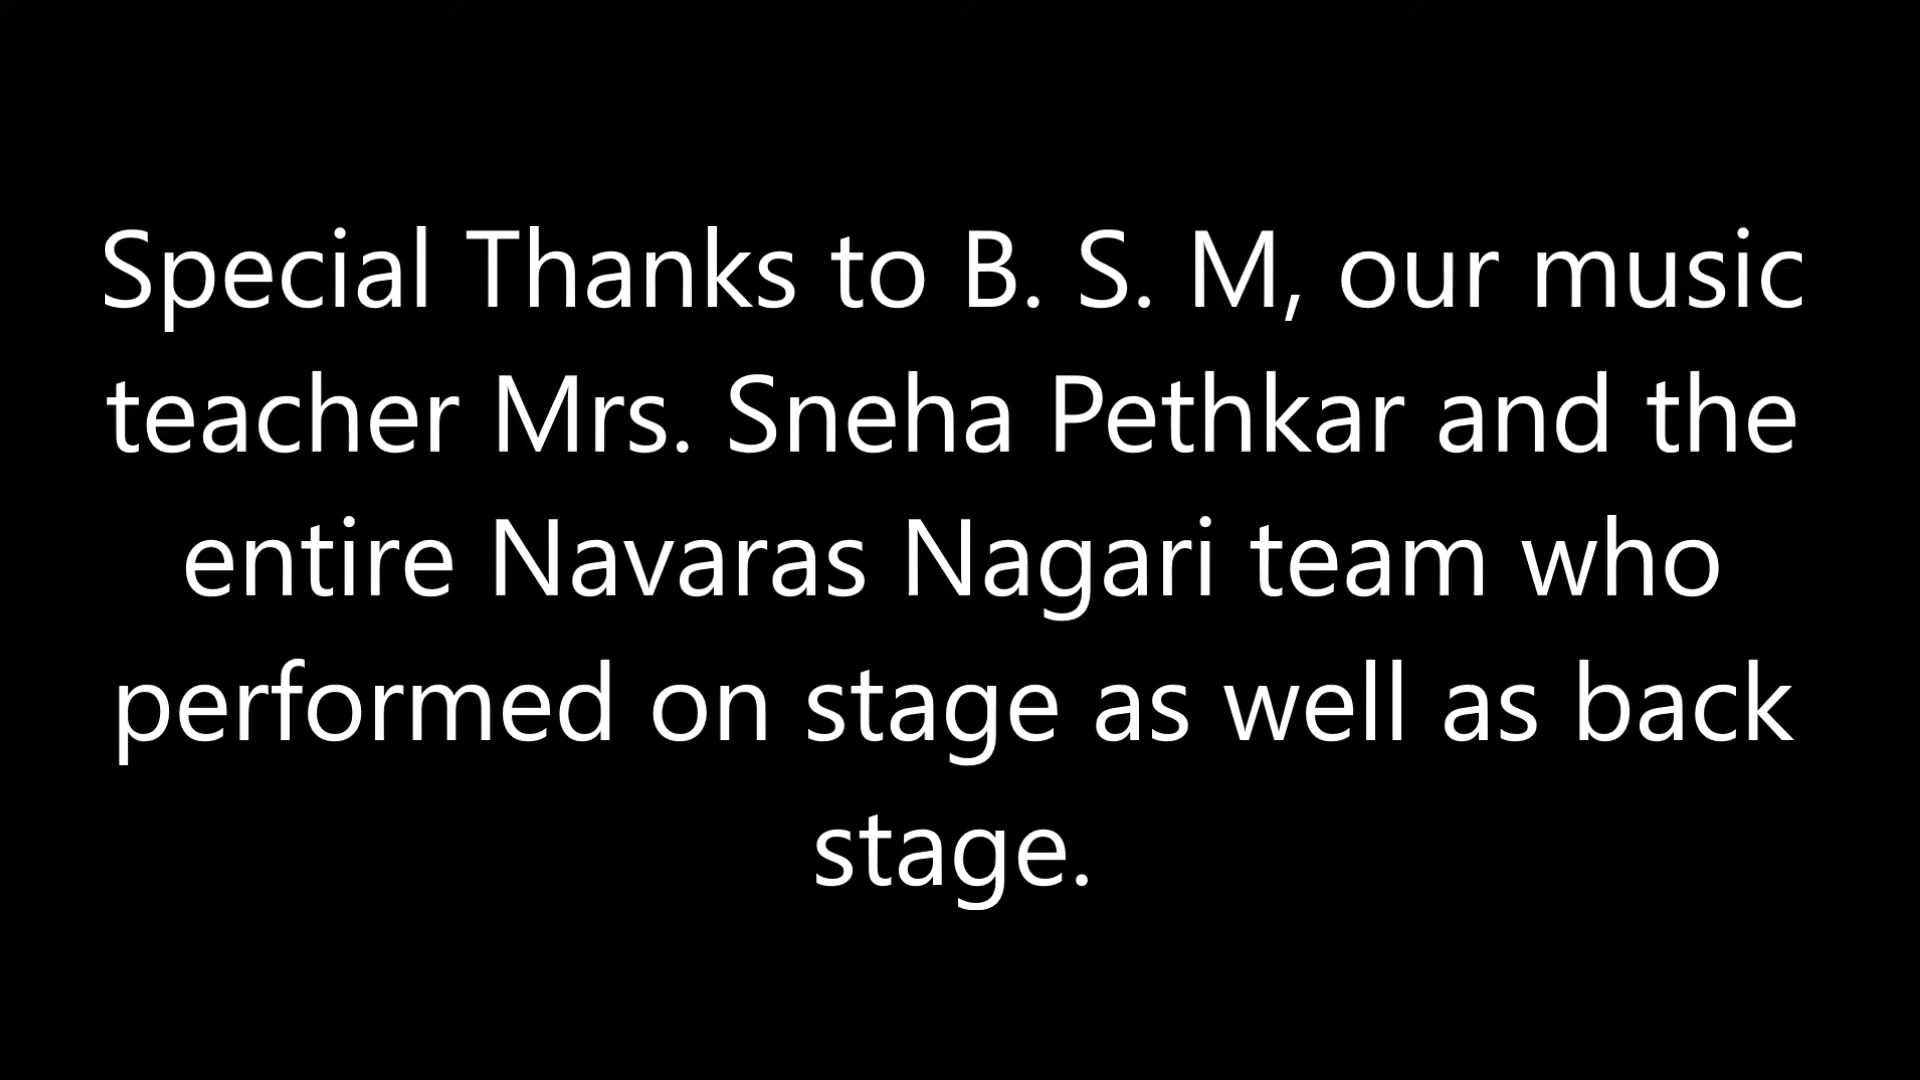 Special Thanks to B. S. M, our music
teacher Mrs. Sneha Pethkar and the
entire Navaras Nagari team who
performed on stage as well as back
stage.